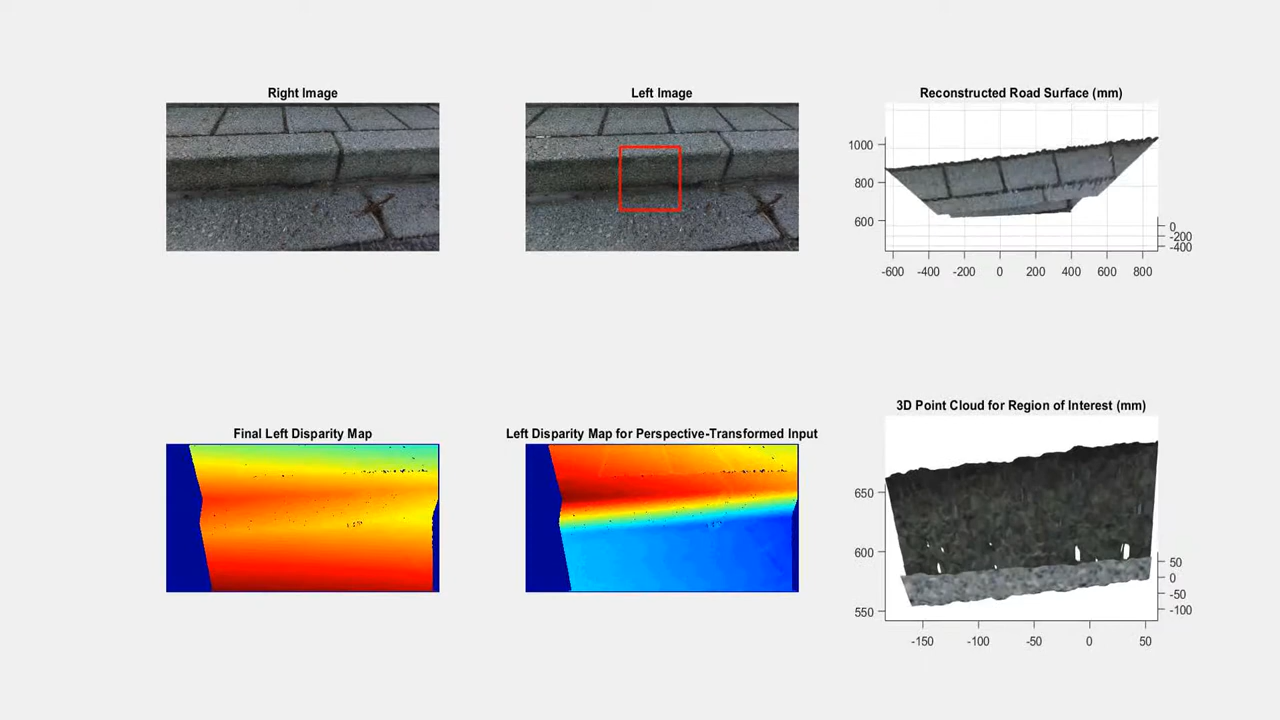 Right Image
Left Image
Reconstructed Road Surface (mm)
1000
800
600
0
-200
-400
-600 -400 -200 0 200 400 600 800
Final Left Disparity Map
Left Disparity Map for Perspective-Transformed Input
3D Point Cloud for Region of Interest (mm)
650
600
550
50
0
-50
-100
-150 -100 -50 0 50